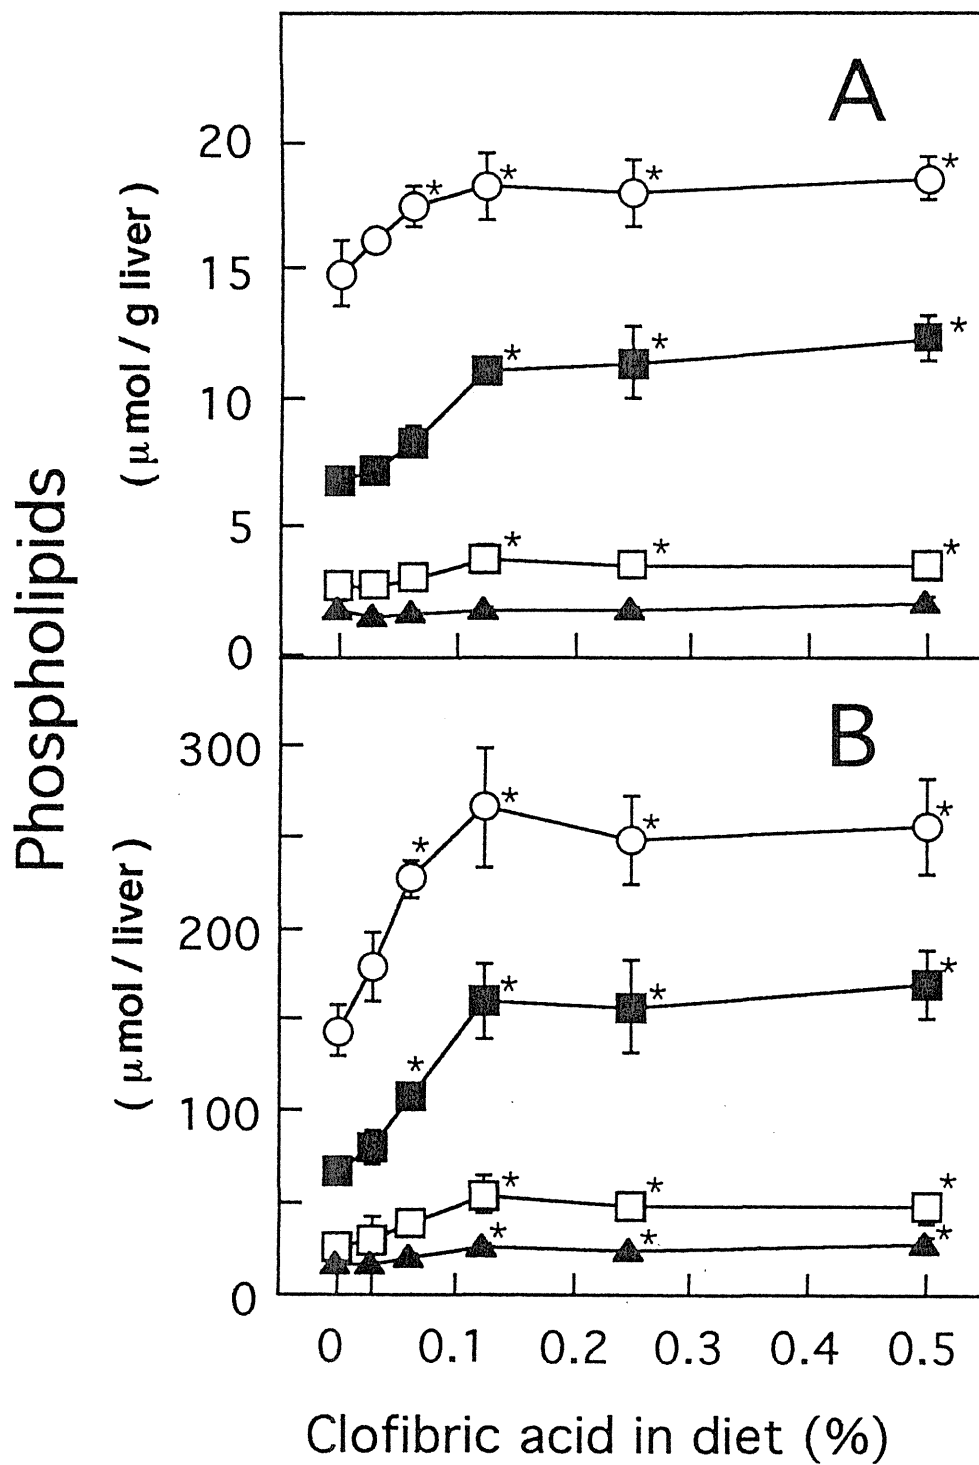 Phospholipids
A
(μmol / g liver)
20
15
10
5
0
* * * *
* * *
* * *
B
(μmol / liver)
300
200
100
0
* * * *
* * * *
* * *
* * *
0 0.1 0.2 0.3 0.4 0.5
Clofibric acid in diet (%)